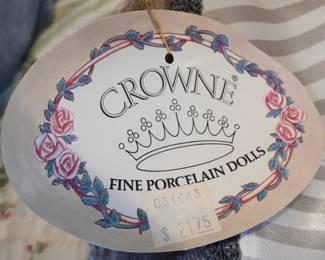 CROWNE®
FINE PORCELAIN DOLLS
031043
$ 21.75